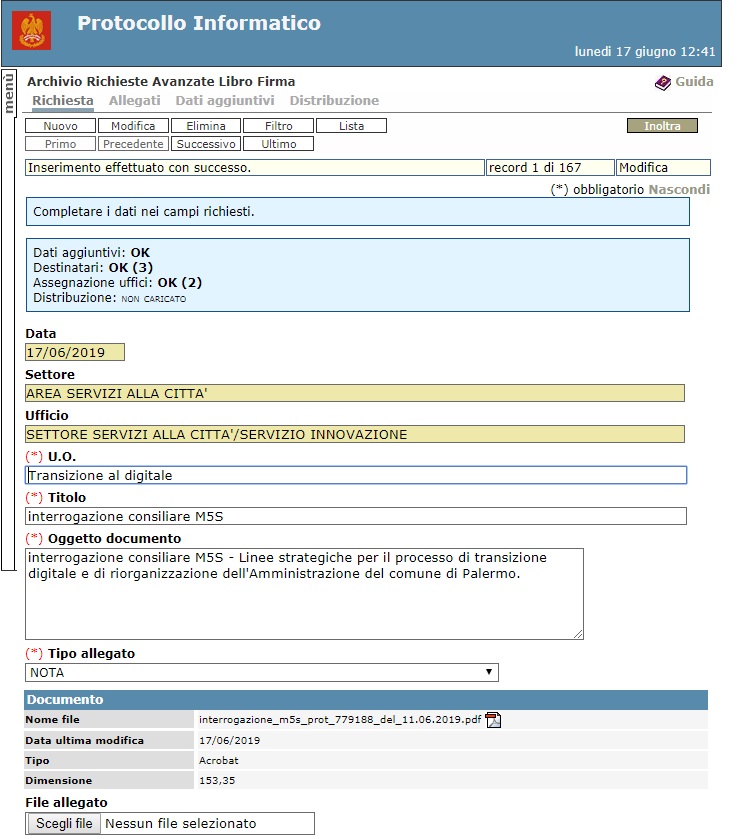 Protocollo Informatico
lunedì 17 giugno 12:41
menù
Archivio Richieste Avanzate Libro Firma
Guida
Richiesta Allegati Dati aggiuntivi Distribuzione
Nuovo Modifica Elimina Filtro Lista Inoltra
Primo Precedente Successivo Ultimo
Inserimento effettuato con successo. record 1 di 167 Modifica
(*) obbligatorio Nascondi
Completare i dati nei campi richiesti.
Dati aggiuntivi: OK
Destinatari: OK (3)
Assegnazione uffici: OK (2)
Distribuzione: NON CARICATO
Data
17/06/2019
Settore
AREA SERVIZI ALLA CITTA'
Ufficio
SETTORE SERVIZI ALLA CITTA'/SERVIZIO INNOVAZIONE
(*) U.O.
Transizione al digitale
(*) Titolo
interrogazione consiliare M5S
(*) Oggetto documento
interrogazione consiliare M5S - Linee strategiche per il processo di transizione
digitale e di riorganizzazione dell'Amministrazione del comune di Palermo.
(*) Tipo allegato
NOTA
Documento
Nome file interrogazione_m5s_prot_779188_del_11.06.2019.pdf
Data ultima modifica 17/06/2019
Tipo Acrobat
Dimensione 153,35
File allegato
Scegli file Nessun file selezionato